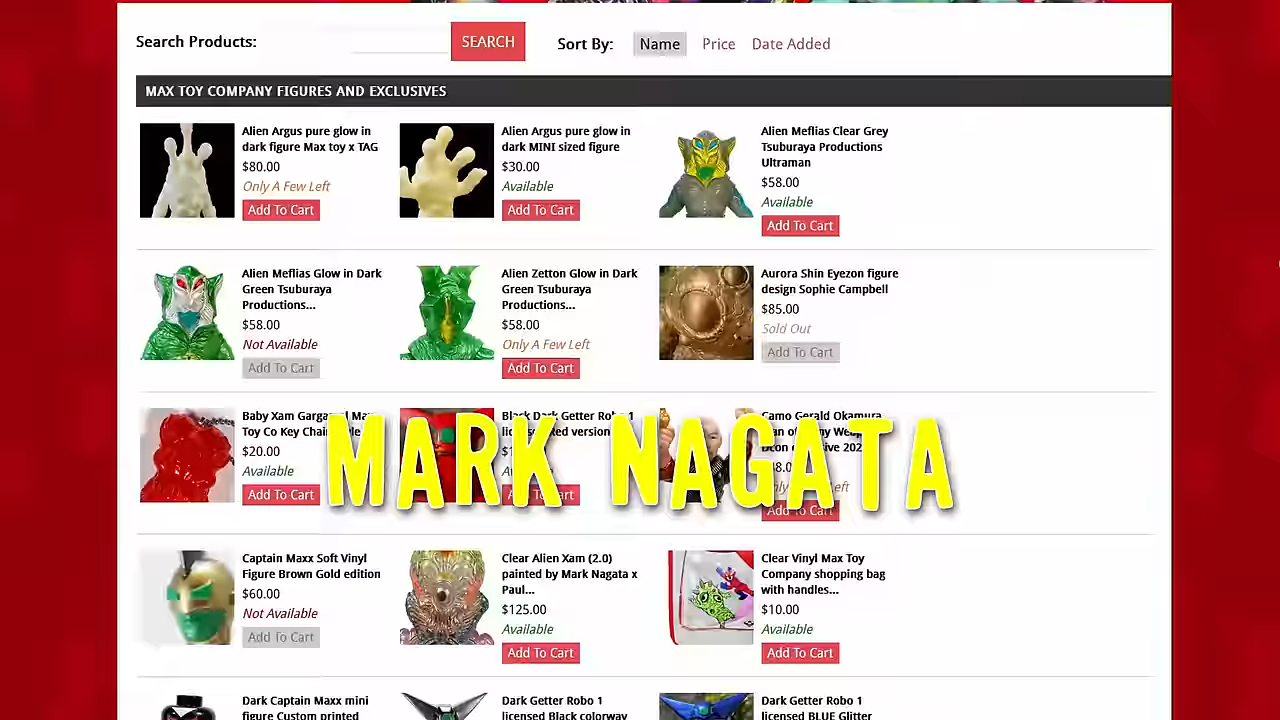 Search Products:
SEARCH
Sort By: Name Price Date Added
MAX TOY COMPANY FIGURES AND EXCLUSIVES
Alien Argus pure glow in
dark figure Max toy x TAG
$80.00
Only A Few Left
Add To Cart
Alien Argus pure glow in
dark MINI sized figure
$30.00
Available
Add To Cart
Alien Meflias Clear Grey
Tsuburaya Productions
Ultraman
$58.00
Available
Add To Cart
Alien Meflias Glow in Dark
Green Tsuburaya
Productions...
$58.00
Not Available
Add To Cart
Alien Zetton Glow in Dark
Green Tsuburaya
Productions...
$58.00
Only A Few Left
Add To Cart
Aurora Shin Eyezon figure
design Sophie Campbell
$85.00
Sold Out
Add To Cart
Baby Xam
Toy Co Key
$20.00
Available
Add To Cart
Black Dark Getter
version
Camo Gerald Okamura
Add To Cart
MARK NAGATA
Captain Maxx Soft Vinyl
Figure Brown Gold edition
$60.00
Not Available
Add To Cart
Clear Alien Xam (2.0)
painted by Mark Nagata x
Paul...
$125.00
Available
Add To Cart
Clear Vinyl Max Toy
Company shopping bag
with handles...
$10.00
Available
Add To Cart
Dark Captain Maxx mini
figure Custom printed
Dark Getter Robo 1
licensed Black colorway
Dark Getter Robo 1
licensed BLUE Glitter